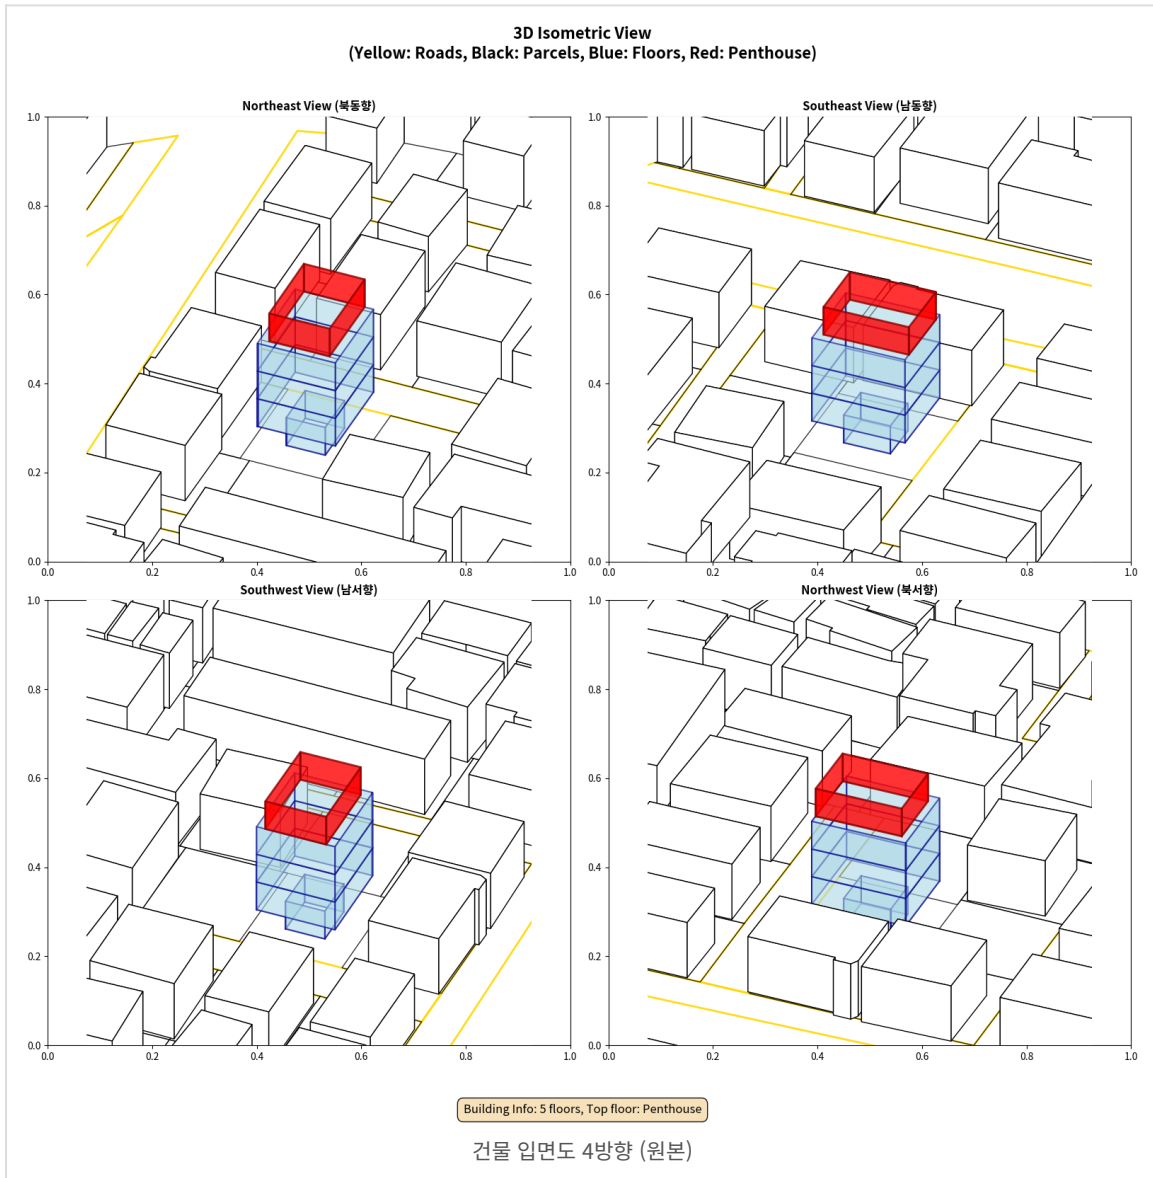 3D Isometric View
(Yellow: Roads, Black: Parcels, Blue: Floors, Red: Penthouse)
Northeast View (북동향)
1.0
0.8
0.6
0.4
0.2
0.0
0.0 0.2 0.4 0.6 0.8 1.0
Southeast View (남동향)
1.0
0.8
0.6
0.4
0.2
0.0
0.0 0.2 0.4 0.6 0.8 1.0
Southwest View (남서향)
1.0
0.8
0.6
0.4
0.2
0.0
0.0 0.2 0.4 0.6 0.8 1.0
Northwest View (북서향)
1.0
0.8
0.6
0.4
0.2
0.0
0.0 0.2 0.4 0.6 0.8 1.0
Building Info: 5 floors, Top floor: Penthouse
건물 입면도 4방향 (원본)